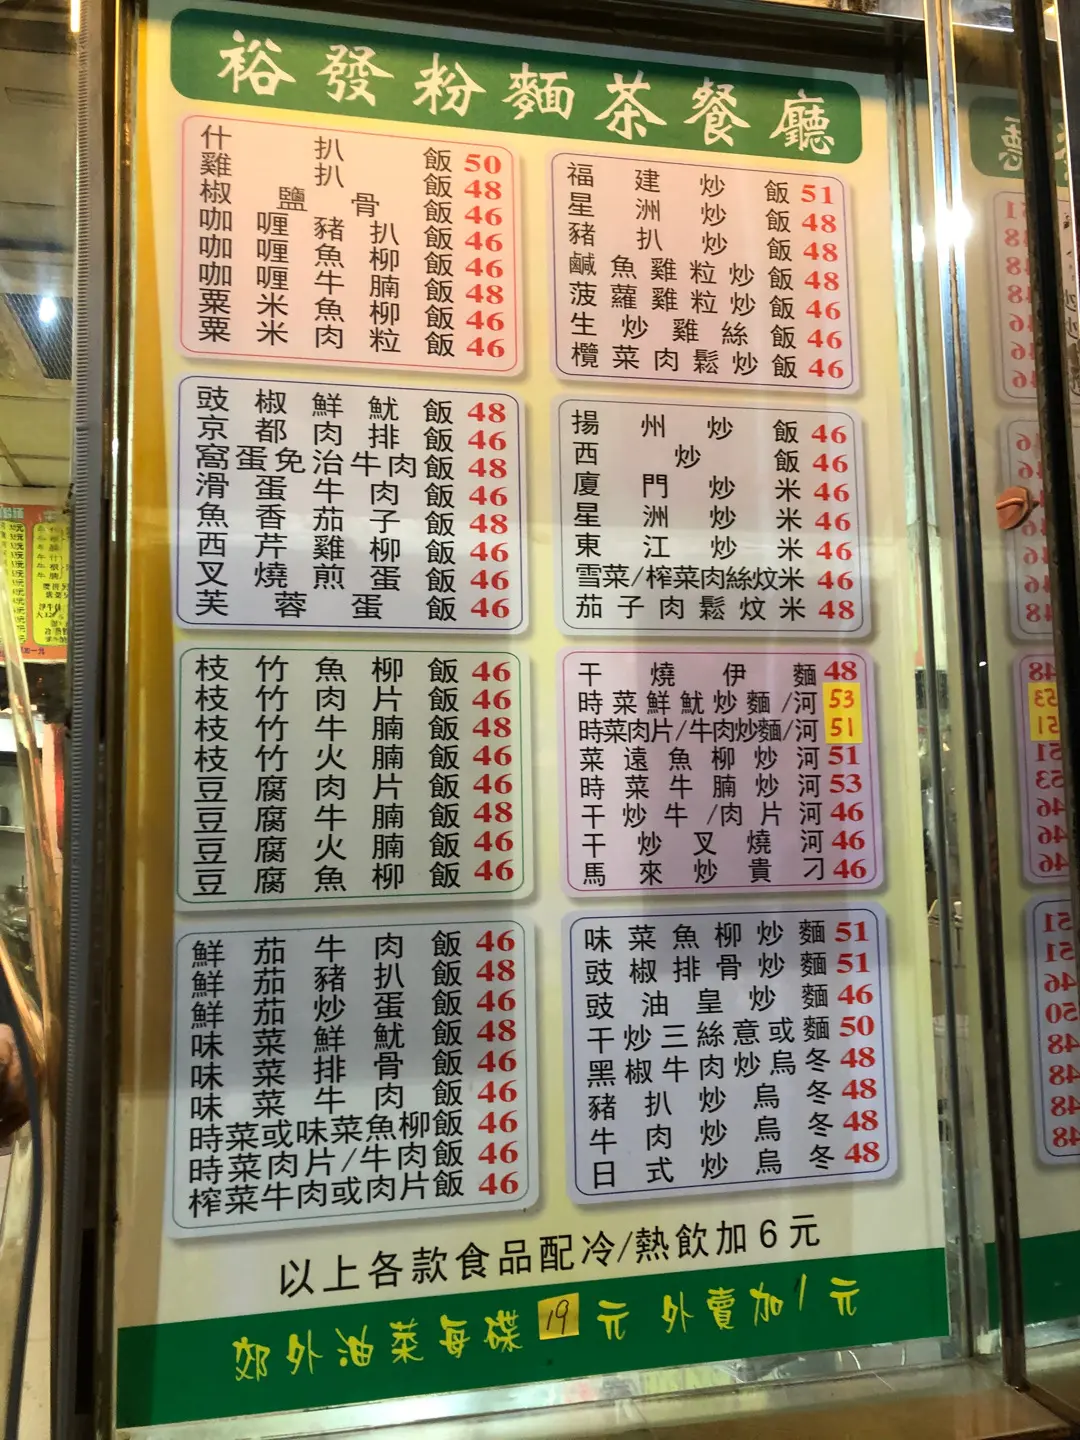 裕發粉麵茶餐廳
什扒飯 50
雞扒飯 48
椒鹽骨飯 46
咖喱豬扒飯 46
咖喱魚柳飯 46
咖喱牛腩飯 48
粟米魚柳飯 46
粟米肉粒飯 46
豉椒鮮魷飯 48
京都肉排飯 46
窩蛋免治牛肉飯 48
滑蛋牛肉飯 46
魚香茄子飯 48
西芹雞柳飯 46
叉燒煎蛋飯 46
芙蓉蛋飯 46
枝竹魚柳飯 46
枝竹肉片飯 46
枝竹牛腩飯 48
枝竹火腩飯 46
豆腐肉片飯 46
豆腐牛腩飯 48
豆腐火腩飯 46
豆腐魚柳飯 46
鮮茄牛肉飯 46
鮮茄豬扒飯 48
鮮茄炒蛋飯 46
味菜鮮魷飯 48
味菜排骨飯 46
味菜牛肉飯 46
時菜或味菜魚柳飯 46
時菜肉片/牛肉飯 46
榨菜牛肉或肉片飯 46
福建炒飯 51
星洲炒飯 48
豬扒炒飯 48
鹹魚雞粒炒飯 48
菠蘿雞粒炒飯 46
生炒雞絲飯 46
欖菜肉鬆炒飯 46
揚州炒飯 46
西炒飯 46
廈門炒米 46
星洲炒米 46
東江炒米 46
雪菜/榨菜肉絲炆米 46
茄子肉鬆炆米 48
干燒伊麵 48
時菜鮮魷炒麵/河 53
時菜肉片/牛肉炒麵/河 51
菜遠魚柳炒河 51
時菜牛腩炒河 53
干炒牛/肉片河 46
干炒叉燒河 46
馬來炒貴刁 46
味菜魚柳炒麵 51
豉椒排骨炒麵 51
豉油皇炒麵 46
干炒三絲意或麵 50
黑椒牛肉炒烏冬 48
豬扒炒烏冬 48
牛肉炒烏冬 48
日式炒烏冬 48
以上各款食品配冷/熱飲加6元
郊外油菜每碟19元 外賣加1元